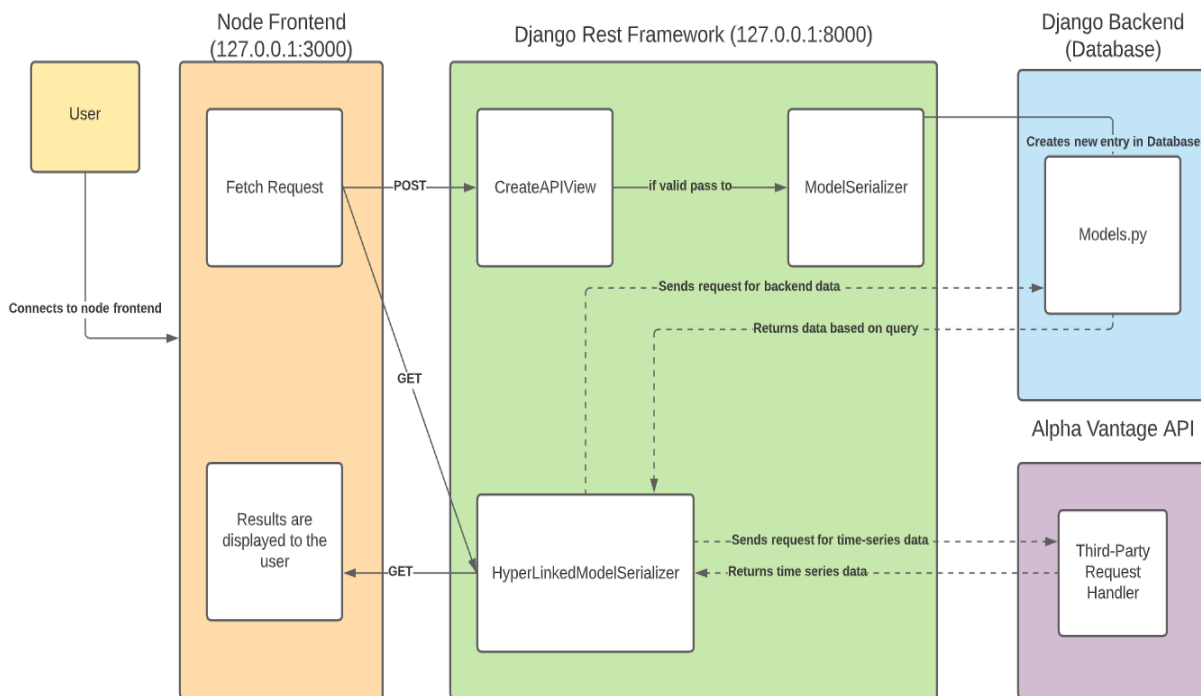 Node Frontend
(127.0.0.1:3000)
Django Rest Framework (127.0.0.1:8000)
Django Backend
(Database)
User
Fetch Request
POST
CreateAPIView
if valid pass to
ModelSerializer
Creates new entry in Database
Models.py
Connects to node frontend
Sends request for backend data
Returns data based on query
GET
Alpha Vantage API
Results are
displayed to the
user
GET
HyperLinkedModelSerializer
Sends request for time-series data
Returns time series data
Third-Party
Request
Handler